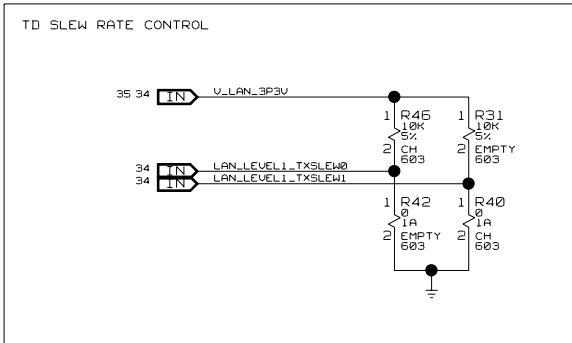 TD SLEW RATE CONTROL
35 34 IN V_LAN_3P3V
1 R46 1 R31
10K 10K
5% 5%
2 CH 2 EMPTY
603 603
34 IN LAN_LEVEL1_TXSLEW0
34 IN LAN_LEVEL1_TXSLEW1
1 R42 1 R40
0 0
1A 1A
2 EMPTY 2 CH
603 603